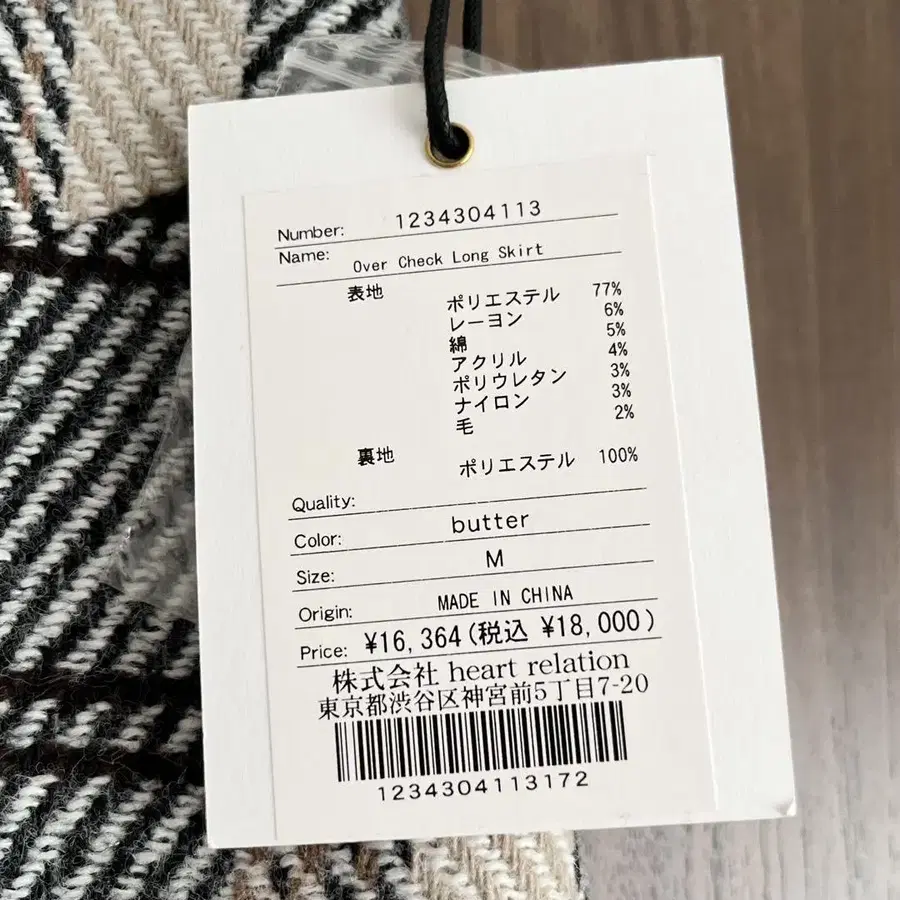 Number: 1234304113
Name: Over Check Long Skirt
表地 ポリエステル 77%
レーヨン 6%
綿 5%
アクリル 4%
ポリウレタン 3%
ナイロン 3%
毛 2%
裏地 ポリエステル 100%
Quality:
Color: butter
Size: M
Origin: MADE IN CHINA
Price: ¥16,364(税込 ¥18,000)
株式会社 heart relation
東京都渋谷区神宮前5丁目7-20
1234304113172